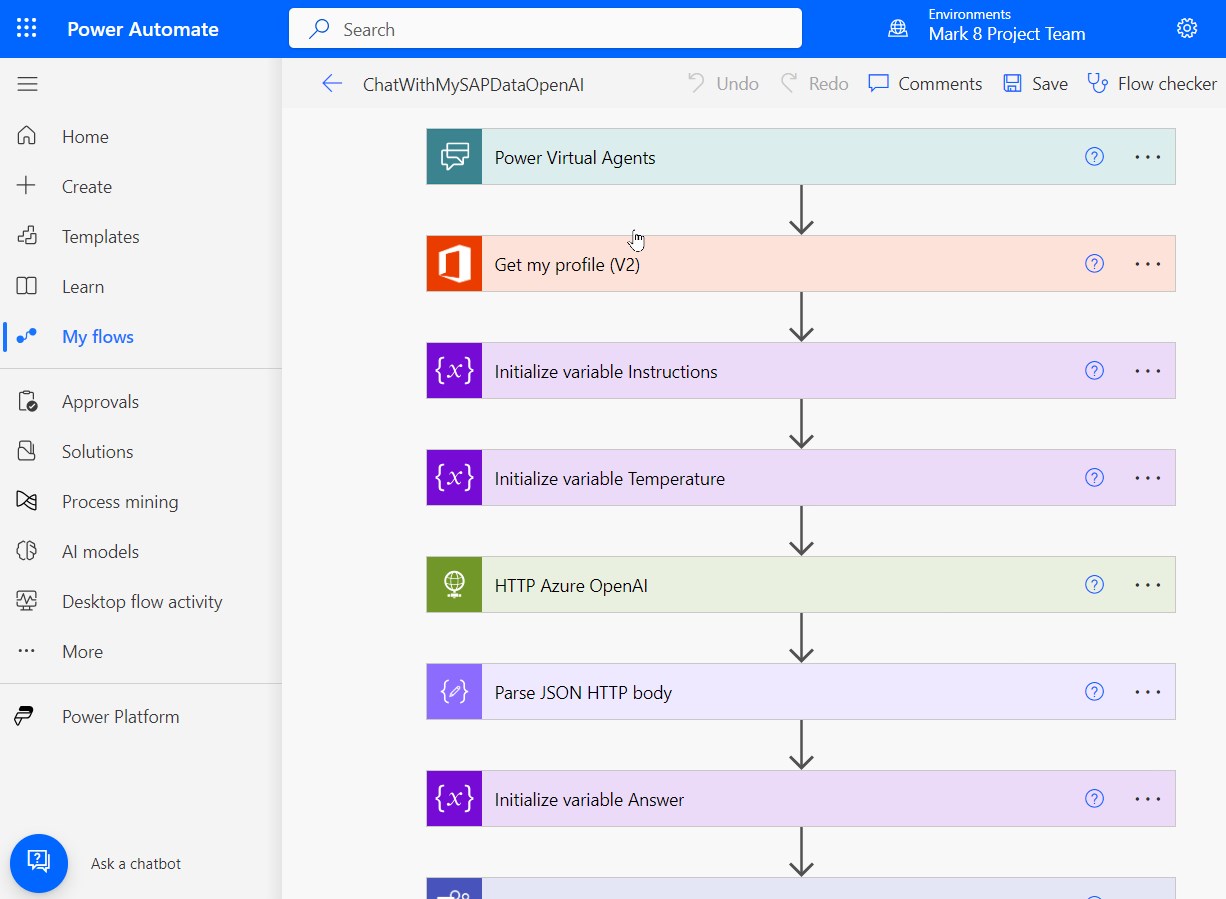 Power Automate
Search
Environments
Mark 8 Project Team
ChatWithMySAPDataOpenAI
Undo
Redo
Comments
Save
Flow checker
Home
Create
Templates
Learn
My flows
Approvals
Solutions
Process mining
AI models
Desktop flow activity
More
Power Platform
Ask a chatbot
Power Virtual Agents
Get my profile (V2)
{x} Initialize variable Instructions
{x} Initialize variable Temperature
HTTP Azure OpenAI
Parse JSON HTTP body
{x} Initialize variable Answer